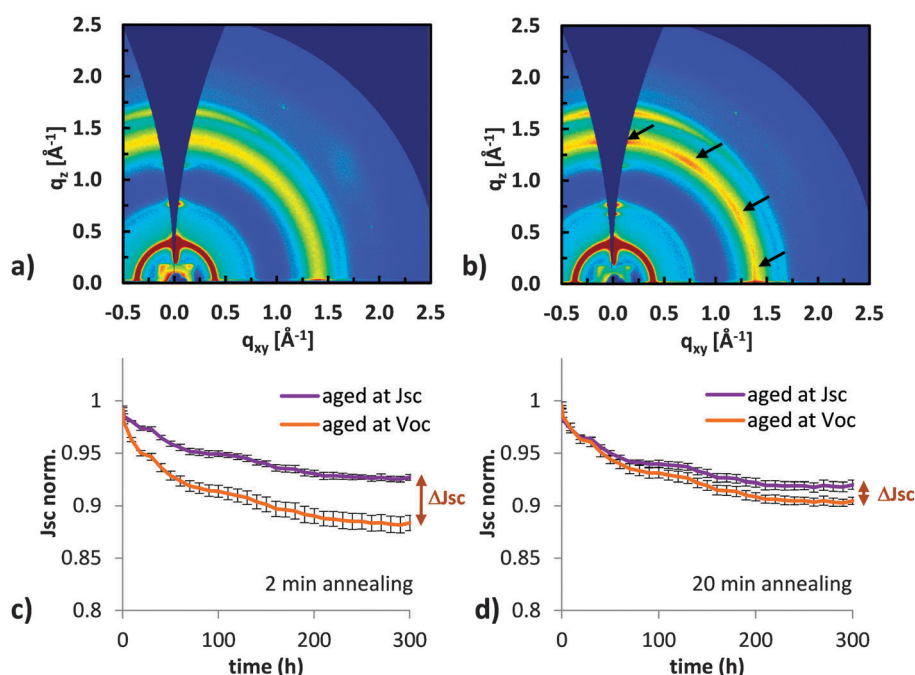 2.5
2.0
1.5
1.0
0.5
0.0
qz [Å-1]
a)
-0.5 0.0 0.5 1.0 1.5 2.0 2.5
qxy [Å-1]
2.5
2.0
1.5
1.0
0.5
0.0
qz [Å-1]
b)
-0.5 0.0 0.5 1.0 1.5 2.0 2.5
qxy [Å-1]
1
0.95
0.9
0.85
0.8
Jsc norm.
aged at Jsc
aged at Voc
ΔJsc
2 min annealing
c)
0 100 200 300
time (h)
1
0.95
0.9
0.85
0.8
Jsc norm.
aged at Jsc
aged at Voc
ΔJsc
20 min annealing
d)
0 100 200 300
time (h)